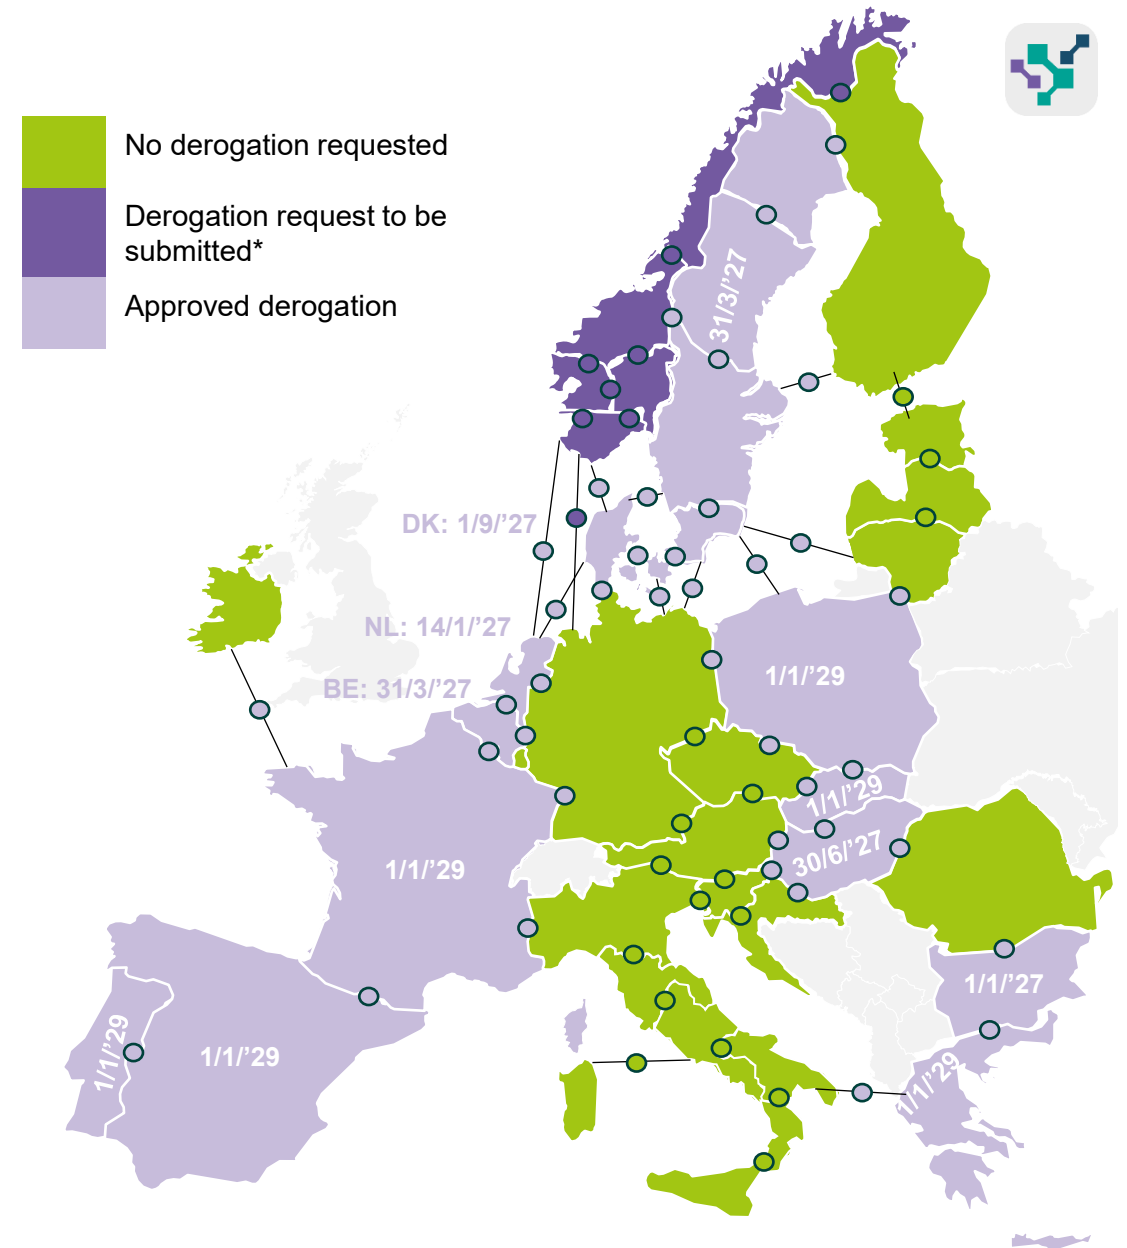 No derogation requested
Derogation request to be
submitted*
Approved derogation
31/3/’27
DK: 1/9/’27
NL: 14/1/’27
BE: 31/3/’27
1/1/’29
1/1/’29
30/6/’27
1/1/’29
1/1/’27
1/1/’29
1/1/’29
1/1/’29